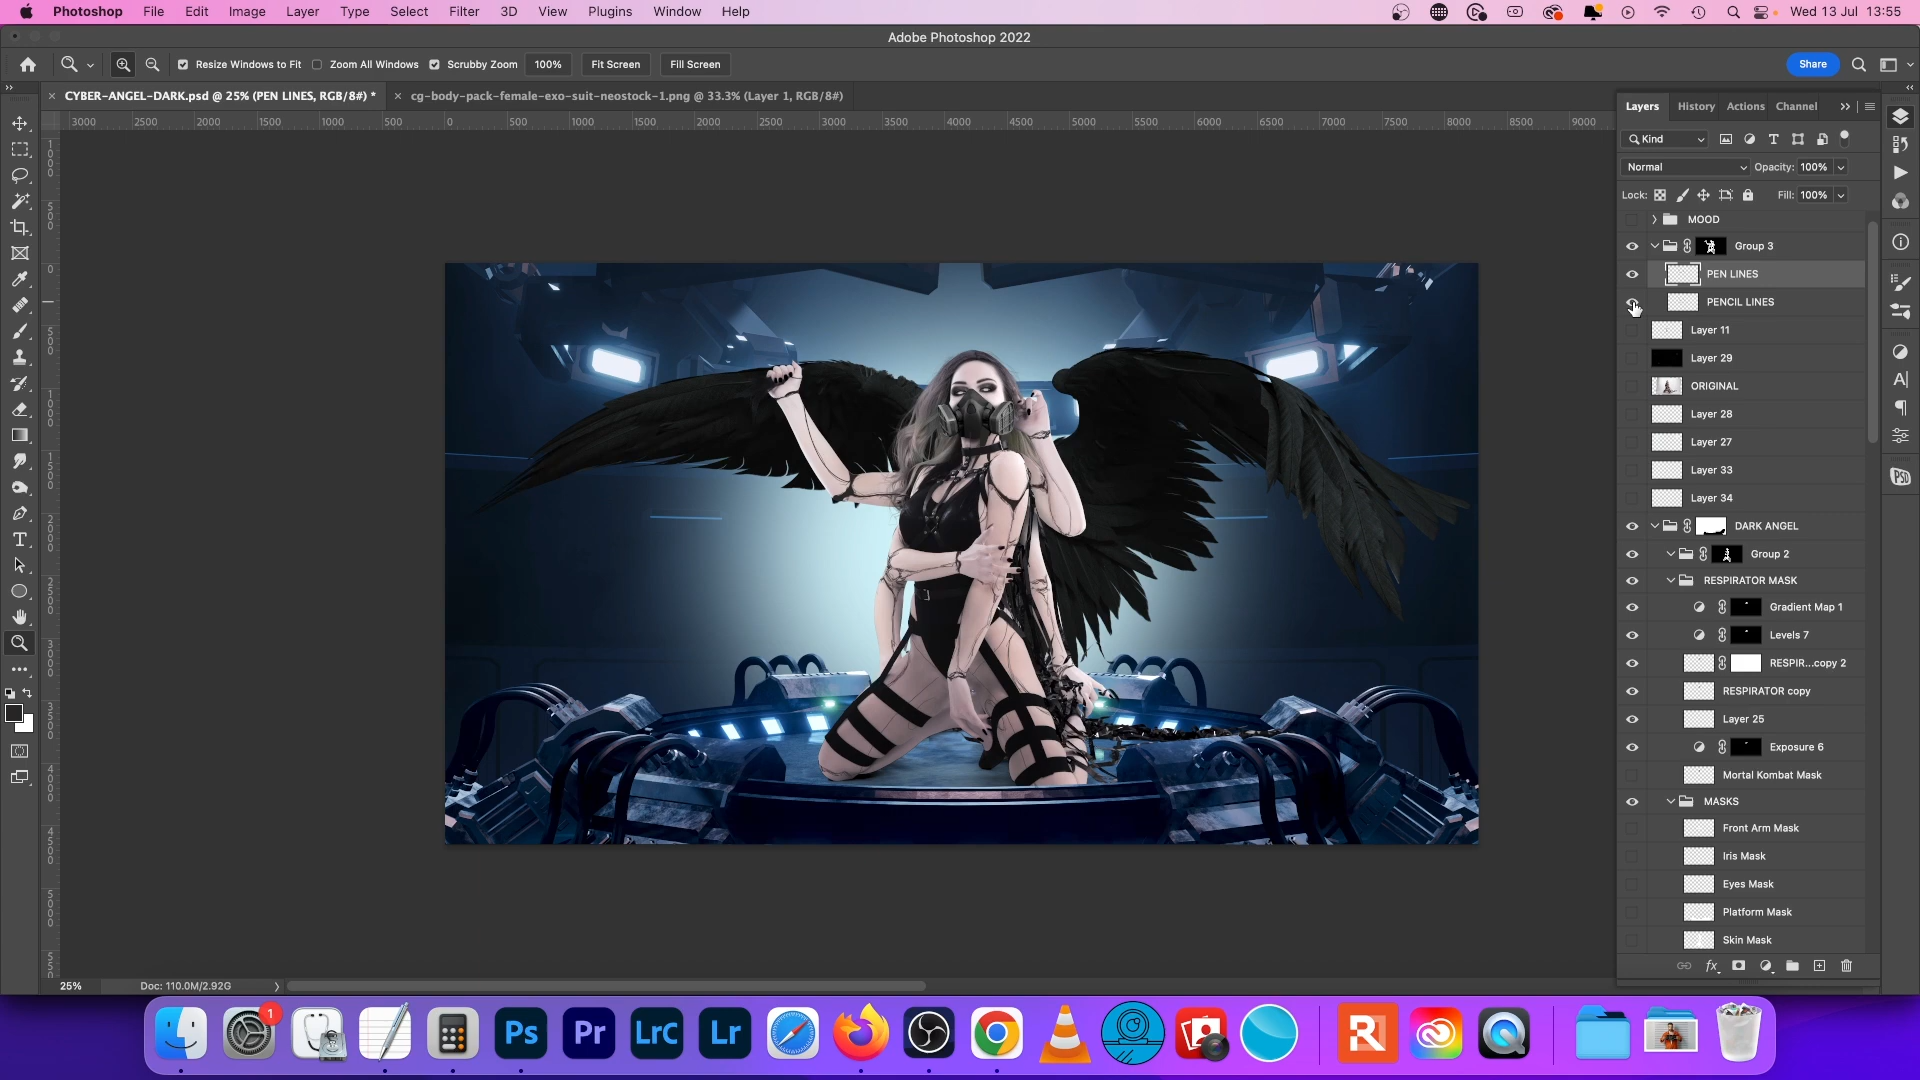 Photoshop File Edit Image Layer Type Select Filter 3D View Plugins Window Help Wed 13 Jul 13:55
Adobe Photoshop 2022
Resize Windows to Fit Zoom All Windows Scrubby Zoom 100% Fit Screen Fill Screen Share
CYBER-ANGEL-DARK.psd @ 25% (PEN LINES, RGB/8#) * cg-body-pack-female-exo-suit-neostock-1.png @ 33.3% (Layer 1, RGB/8#)
3000 2500 2000 1500 1000 500 0 500 1000 1500 2000 2500 3000 3500 4000 4500 5000 5500 6000 6500 7000 7500 8000 8500 9000
Layers History Actions Channel
Kind
Normal Opacity: 100%
Lock: Fill: 100%
MOOD
Group 3
PEN LINES
PENCIL LINES
Layer 11
Layer 29
ORIGINAL
Layer 28
Layer 27
Layer 33
Layer 34
DARK ANGEL
Group 2
RESPIRATOR MASK
Gradient Map 1
Levels 7
RESPIR...copy 2
RESPIRATOR copy
Layer 25
Exposure 6
Mortal Kombat Mask
MASKS
Front Arm Mask
Iris Mask
Eyes Mask
Platform Mask
Skin Mask
fx
25% Doc: 110.0M/2.92G
1
Ps Pr LrC Lr